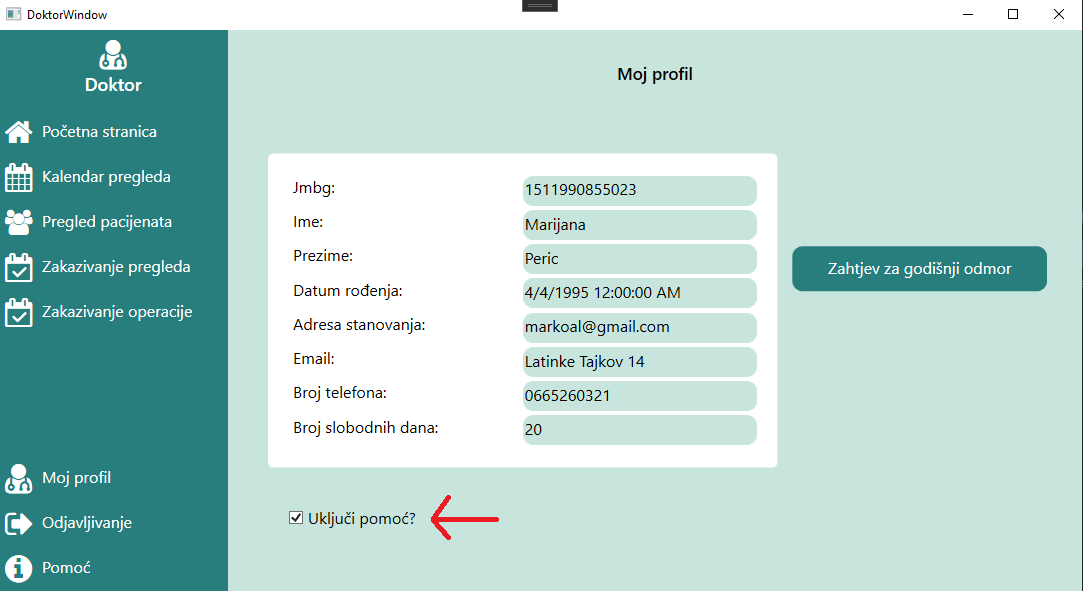 DoktorWindow
Doktor
Početna stranica
Kalendar pregleda
Pregled pacijenata
Zakazivanje pregleda
Zakazivanje operacije
Moj profil
Odjavljivanje
Pomoć
Moj profil
Jmbg: 1511990855023
Ime: Marijana
Prezime: Peric
Datum rođenja: 4/4/1995 12:00:00 AM
Adresa stanovanja: markoal@gmail.com
Email: Latinke Tajkov 14
Broj telefona: 0665260321
Broj slobodnih dana: 20
Zahtjev za godišnji odmor
Uključi pomoć?